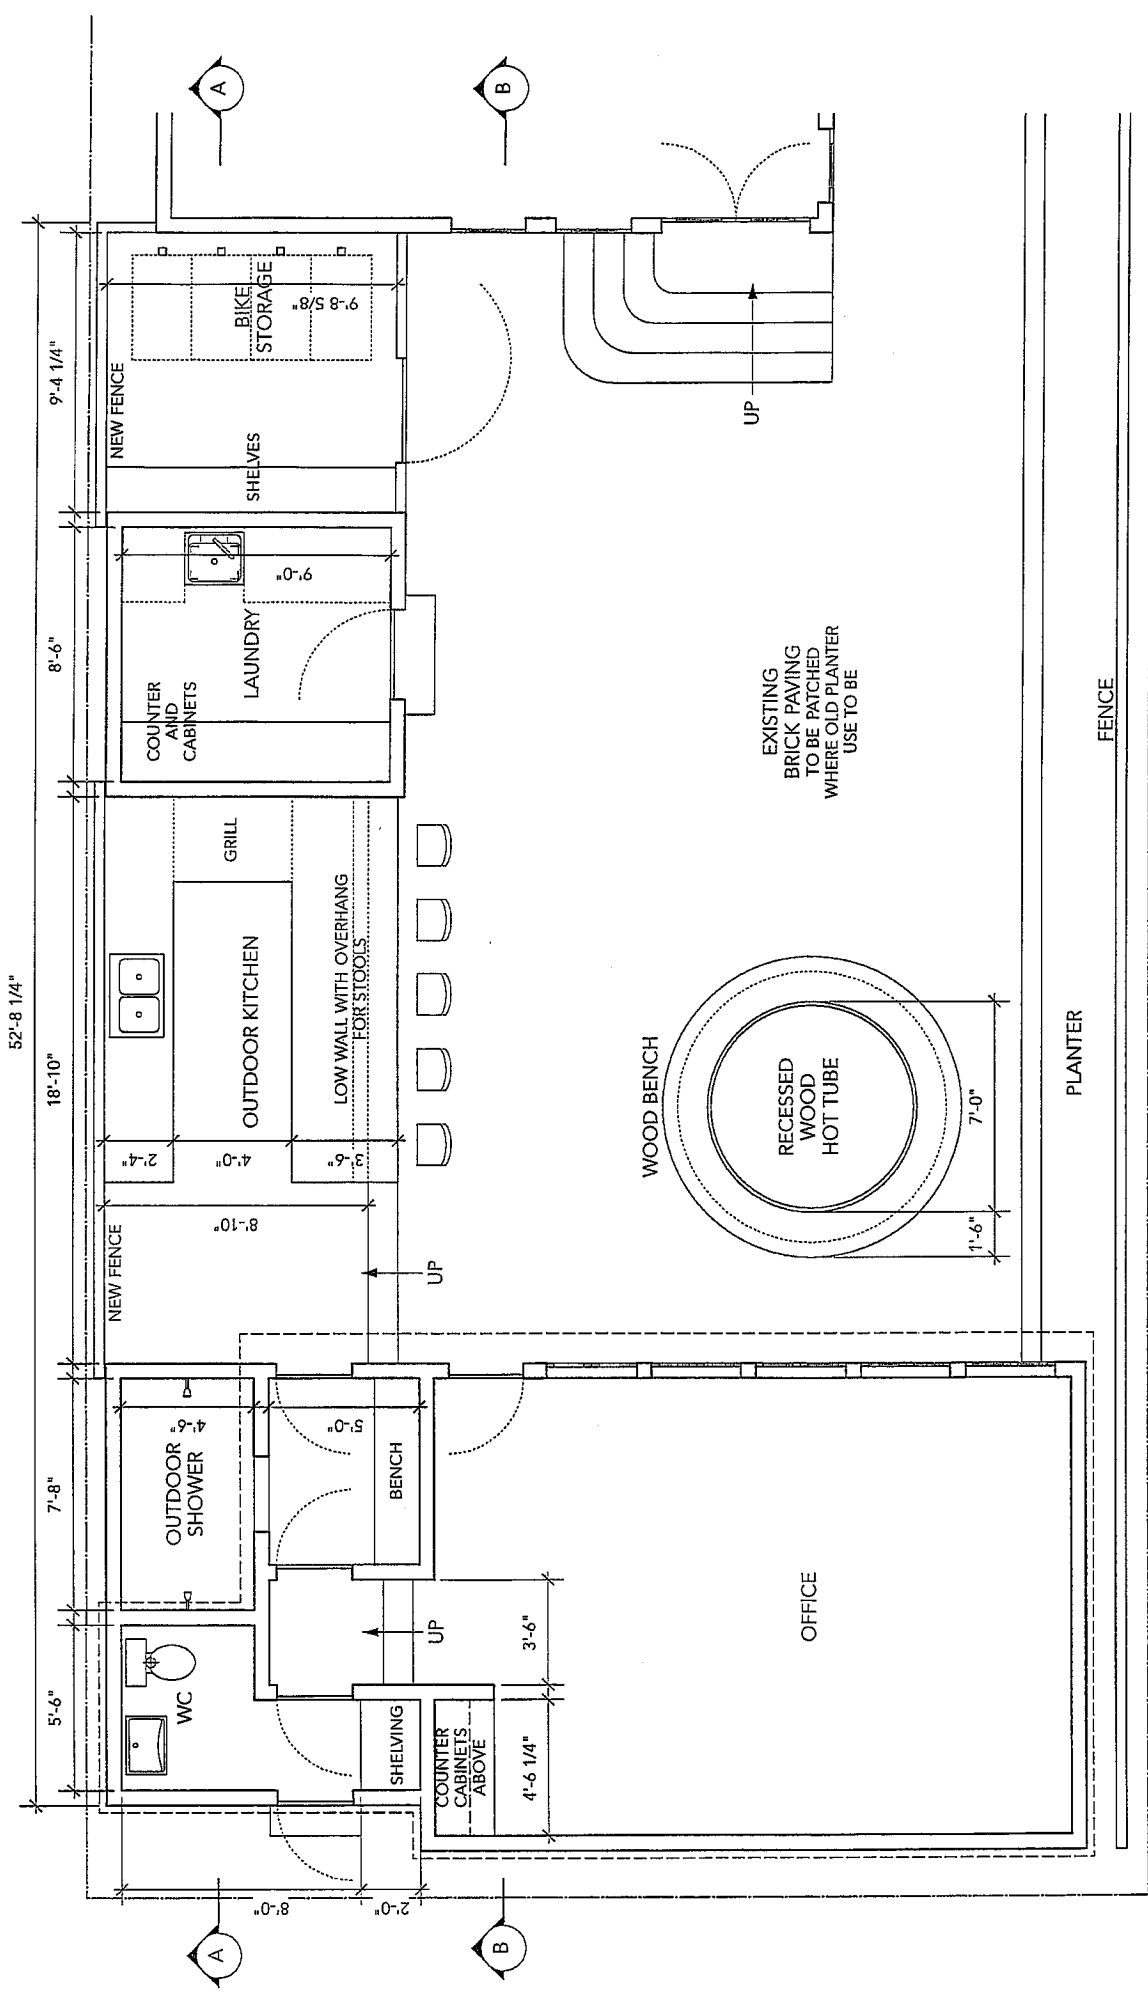 52'-8 1/4"
5'-6"
7'-8"
18'-10"
8'-6"
9'-4 1/4"
A
B
A
B
8'-0"
2'-0"
WC
SHELVING
UP
COUNTER
CABINETS
ABOVE
4'-6 1/4"
3'-6"
OUTDOOR
SHOWER
4'-6"
5'-0"
BENCH
OFFICE
NEW FENCE
8'-10"
UP
2'-4"
4'-0"
3'-6"
OUTDOOR KITCHEN
LOW WALL WITH OVERHANG
FOR STOOLS
GRILL
COUNTER
AND
CABINETS
LAUNDRY
9'-0"
NEW FENCE
SHELVES
BIKE
STORAGE
9'-8 5/8"
UP
WOOD BENCH
RECESSED
WOOD
HOT TUBE
1'-6"
7'-0"
EXISTING
BRICK PAVING
TO BE PATCHED
WHERE OLD PLANTER
USE TO BE
PLANTER
FENCE